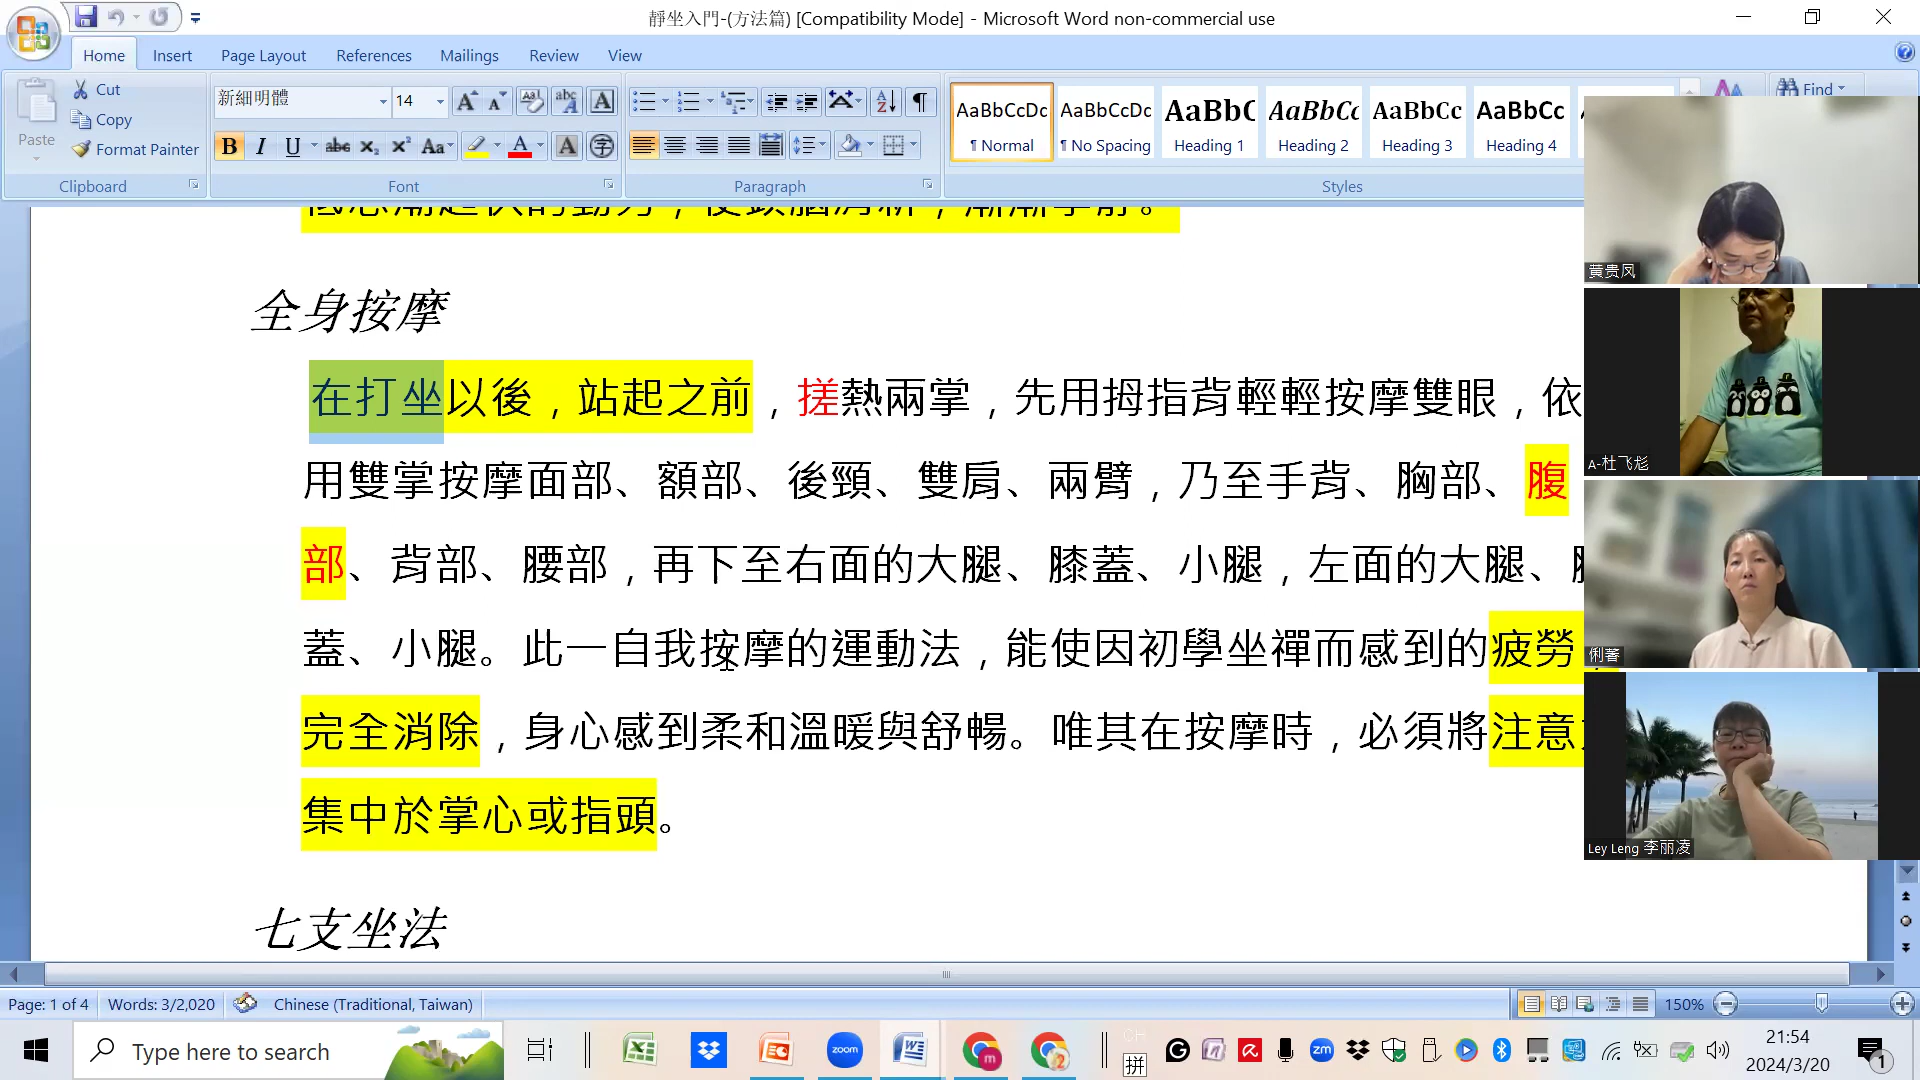 靜坐入門-(方法篇) [Compatibility Mode] - Microsoft Word non-commercial use
Home Insert Page Layout References Mailings Review View
Cut
Copy
Format Painter
Paste
Clipboard
新細明體 14
Font
Paragraph
AaBbCcDc AaBbCcDc AaBbC AaBbCc AaBbCc AaBbCc
¶ Normal ¶ No Spacing Heading 1 Heading 2 Heading 3 Heading 4
Styles
Find
全身按摩
在打坐以後，站起之前，搓熱兩掌，先用拇指背輕輕按摩雙眼，依
用雙掌按摩面部、額部、後頸、雙肩、兩臂，乃至手背、胸部、腹
部、背部、腰部，再下至右面的大腿、膝蓋、小腿，左面的大腿、
蓋、小腿。此一自我按摩的運動法，能使因初學坐禪而感到的疲勞，
完全消除，身心感到柔和溫暖與舒暢。唯其在按摩時，必須將注意
集中於掌心或指頭。
七支坐法
黄贵凤
A-杜飞彪
俐蓉
Ley Leng 李丽凌
Page: 1 of 4 Words: 3/2,020 Chinese (Traditional, Taiwan) 150%
Type here to search
zoom
zm
拼
21:54
2024/3/20
1